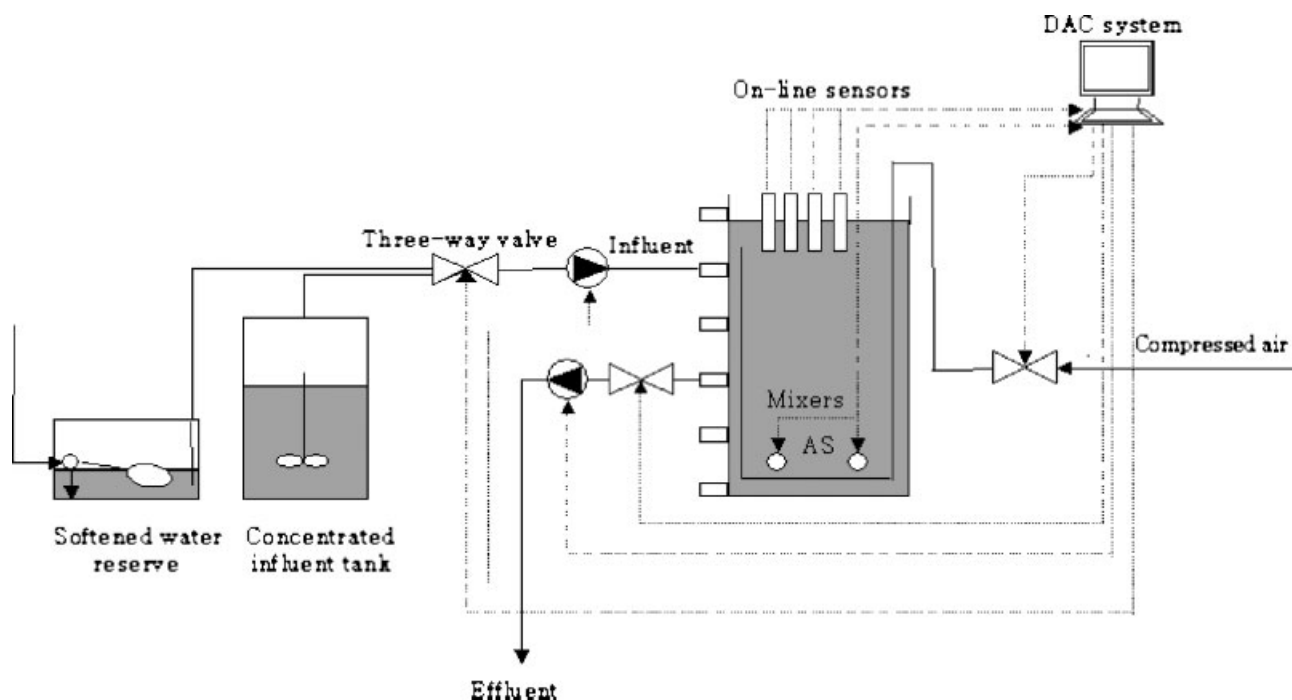 DAC system
On-line sensors
Three-way valve
Influent
Compressed air
Mixers
AS
Softened water
reserve
Concentrated
influent tank
Effluent